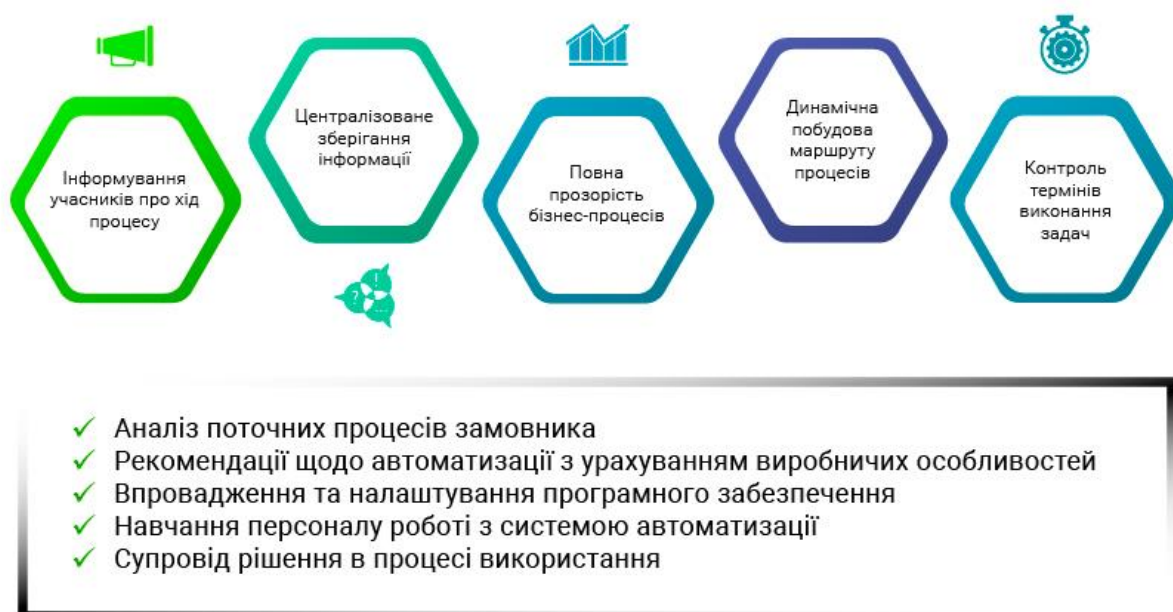 Інформування
учасників про хід
процесу
Централізоване
зберігання
інформації
Повна
прозорість
бізнес-процесів
Динамічна
побудова
маршруту
процесів
Контроль
термінів
виконання
задач
Аналіз поточних процесів замовника
Рекомендації щодо автоматизації з урахуванням виробничих особливостей
Впровадження та налаштування програмного забезпечення
Навчання персоналу роботі з системою автоматизації
Супровід рішення в процесі використання